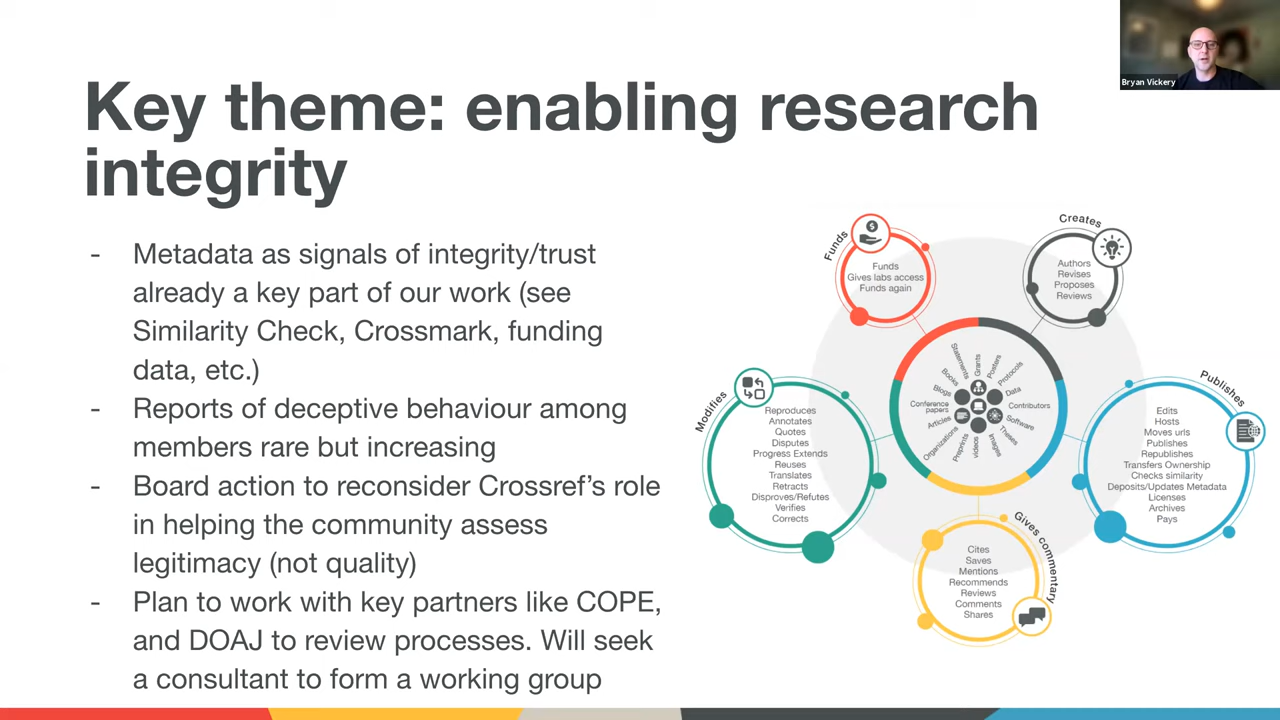 Bryan Vickery
Key theme: enabling research
integrity
- Metadata as signals of integrity/trust
already a key part of our work (see
Similarity Check, Crossmark, funding
data, etc.)
- Reports of deceptive behaviour among
members rare but increasing
- Board action to reconsider Crossref's role
in helping the community assess
legitimacy (not quality)
- Plan to work with key partners like COPE,
and DOAJ to review processes. Will seek
a consultant to form a working group
Funds
Funds
Gives labs access
Funds again
Creates
Authors
Revises
Proposes
Reviews
Statements
Grants
Posters
Protocols
Books
Data
Blogs
Conference
papers
Contributors
Articles
Software
Organizations
Theses
Preprints
videos
Images
Modifies
Reproduces
Annotates
Quotes
Disputes
Progress Extends
Reuses
Translates
Retracts
Disproves/Refutes
Verifies
Corrects
Publishes
Edits
Hosts
Moves urls
Publishes
Republishes
Transfers Ownership
Checks similarity
Deposits/Updates Metadata
Licenses
Archives
Pays
Gives commentary
Cites
Saves
Mentions
Recommends
Reviews
Comments
Shares
$